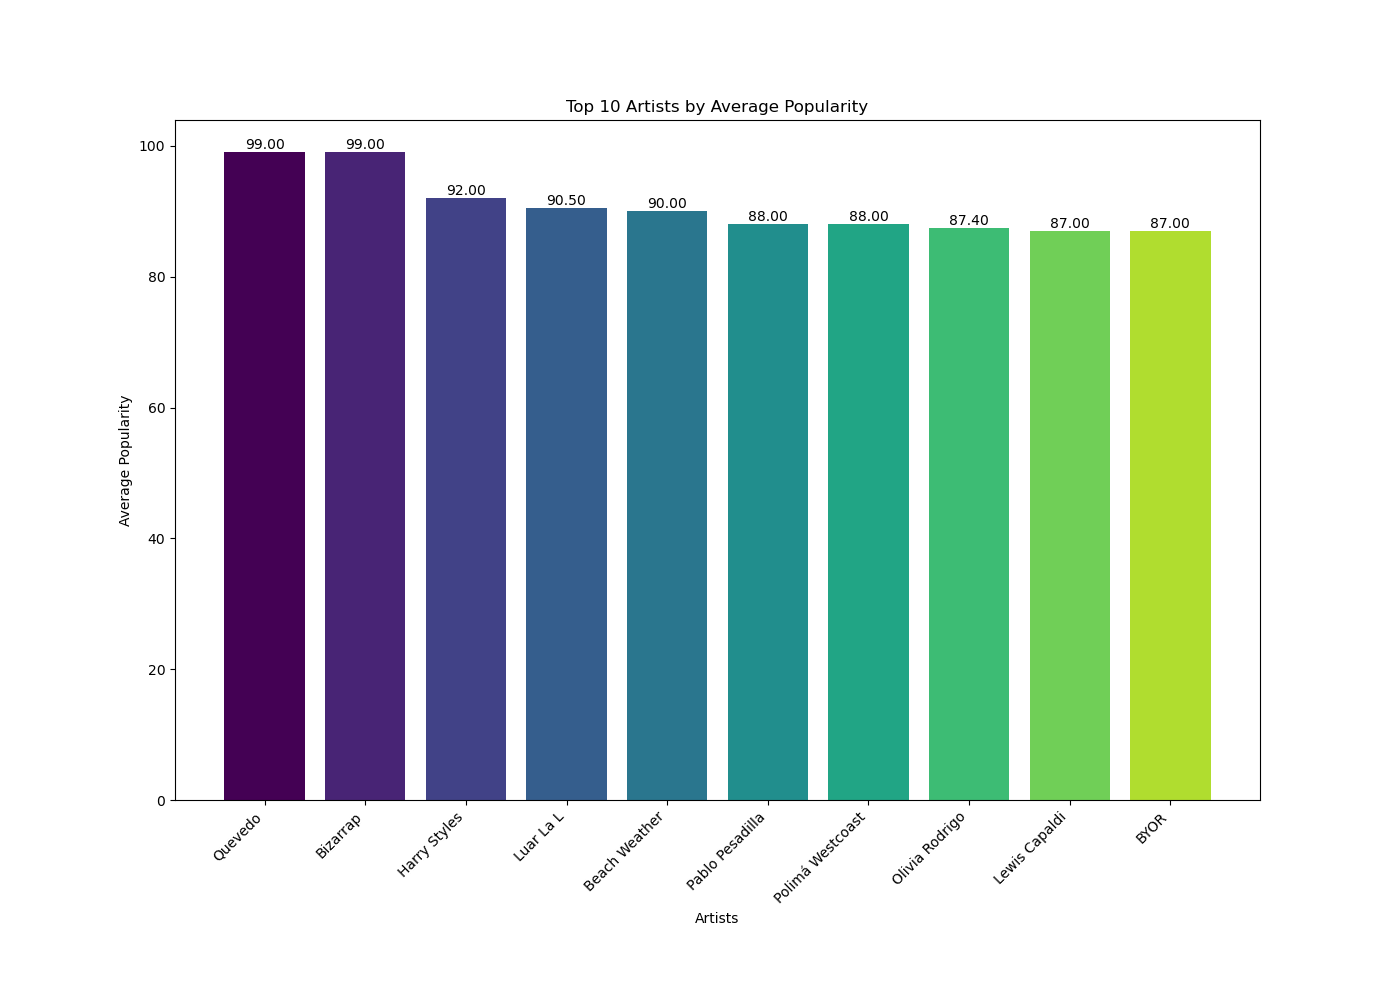 Top 10 Artists by Average Popularity
99.00
99.00
92.00
90.50
90.00
88.00
88.00
87.40
87.00
87.00
100
80
60
40
20
0
Average Popularity
Quevedo
Bizarrap
Harry Styles
Luar La L
Beach Weather
Pablo Pesadilla
Polimá Westcoast
Olivia Rodrigo
Lewis Capaldi
BYOR
Artists